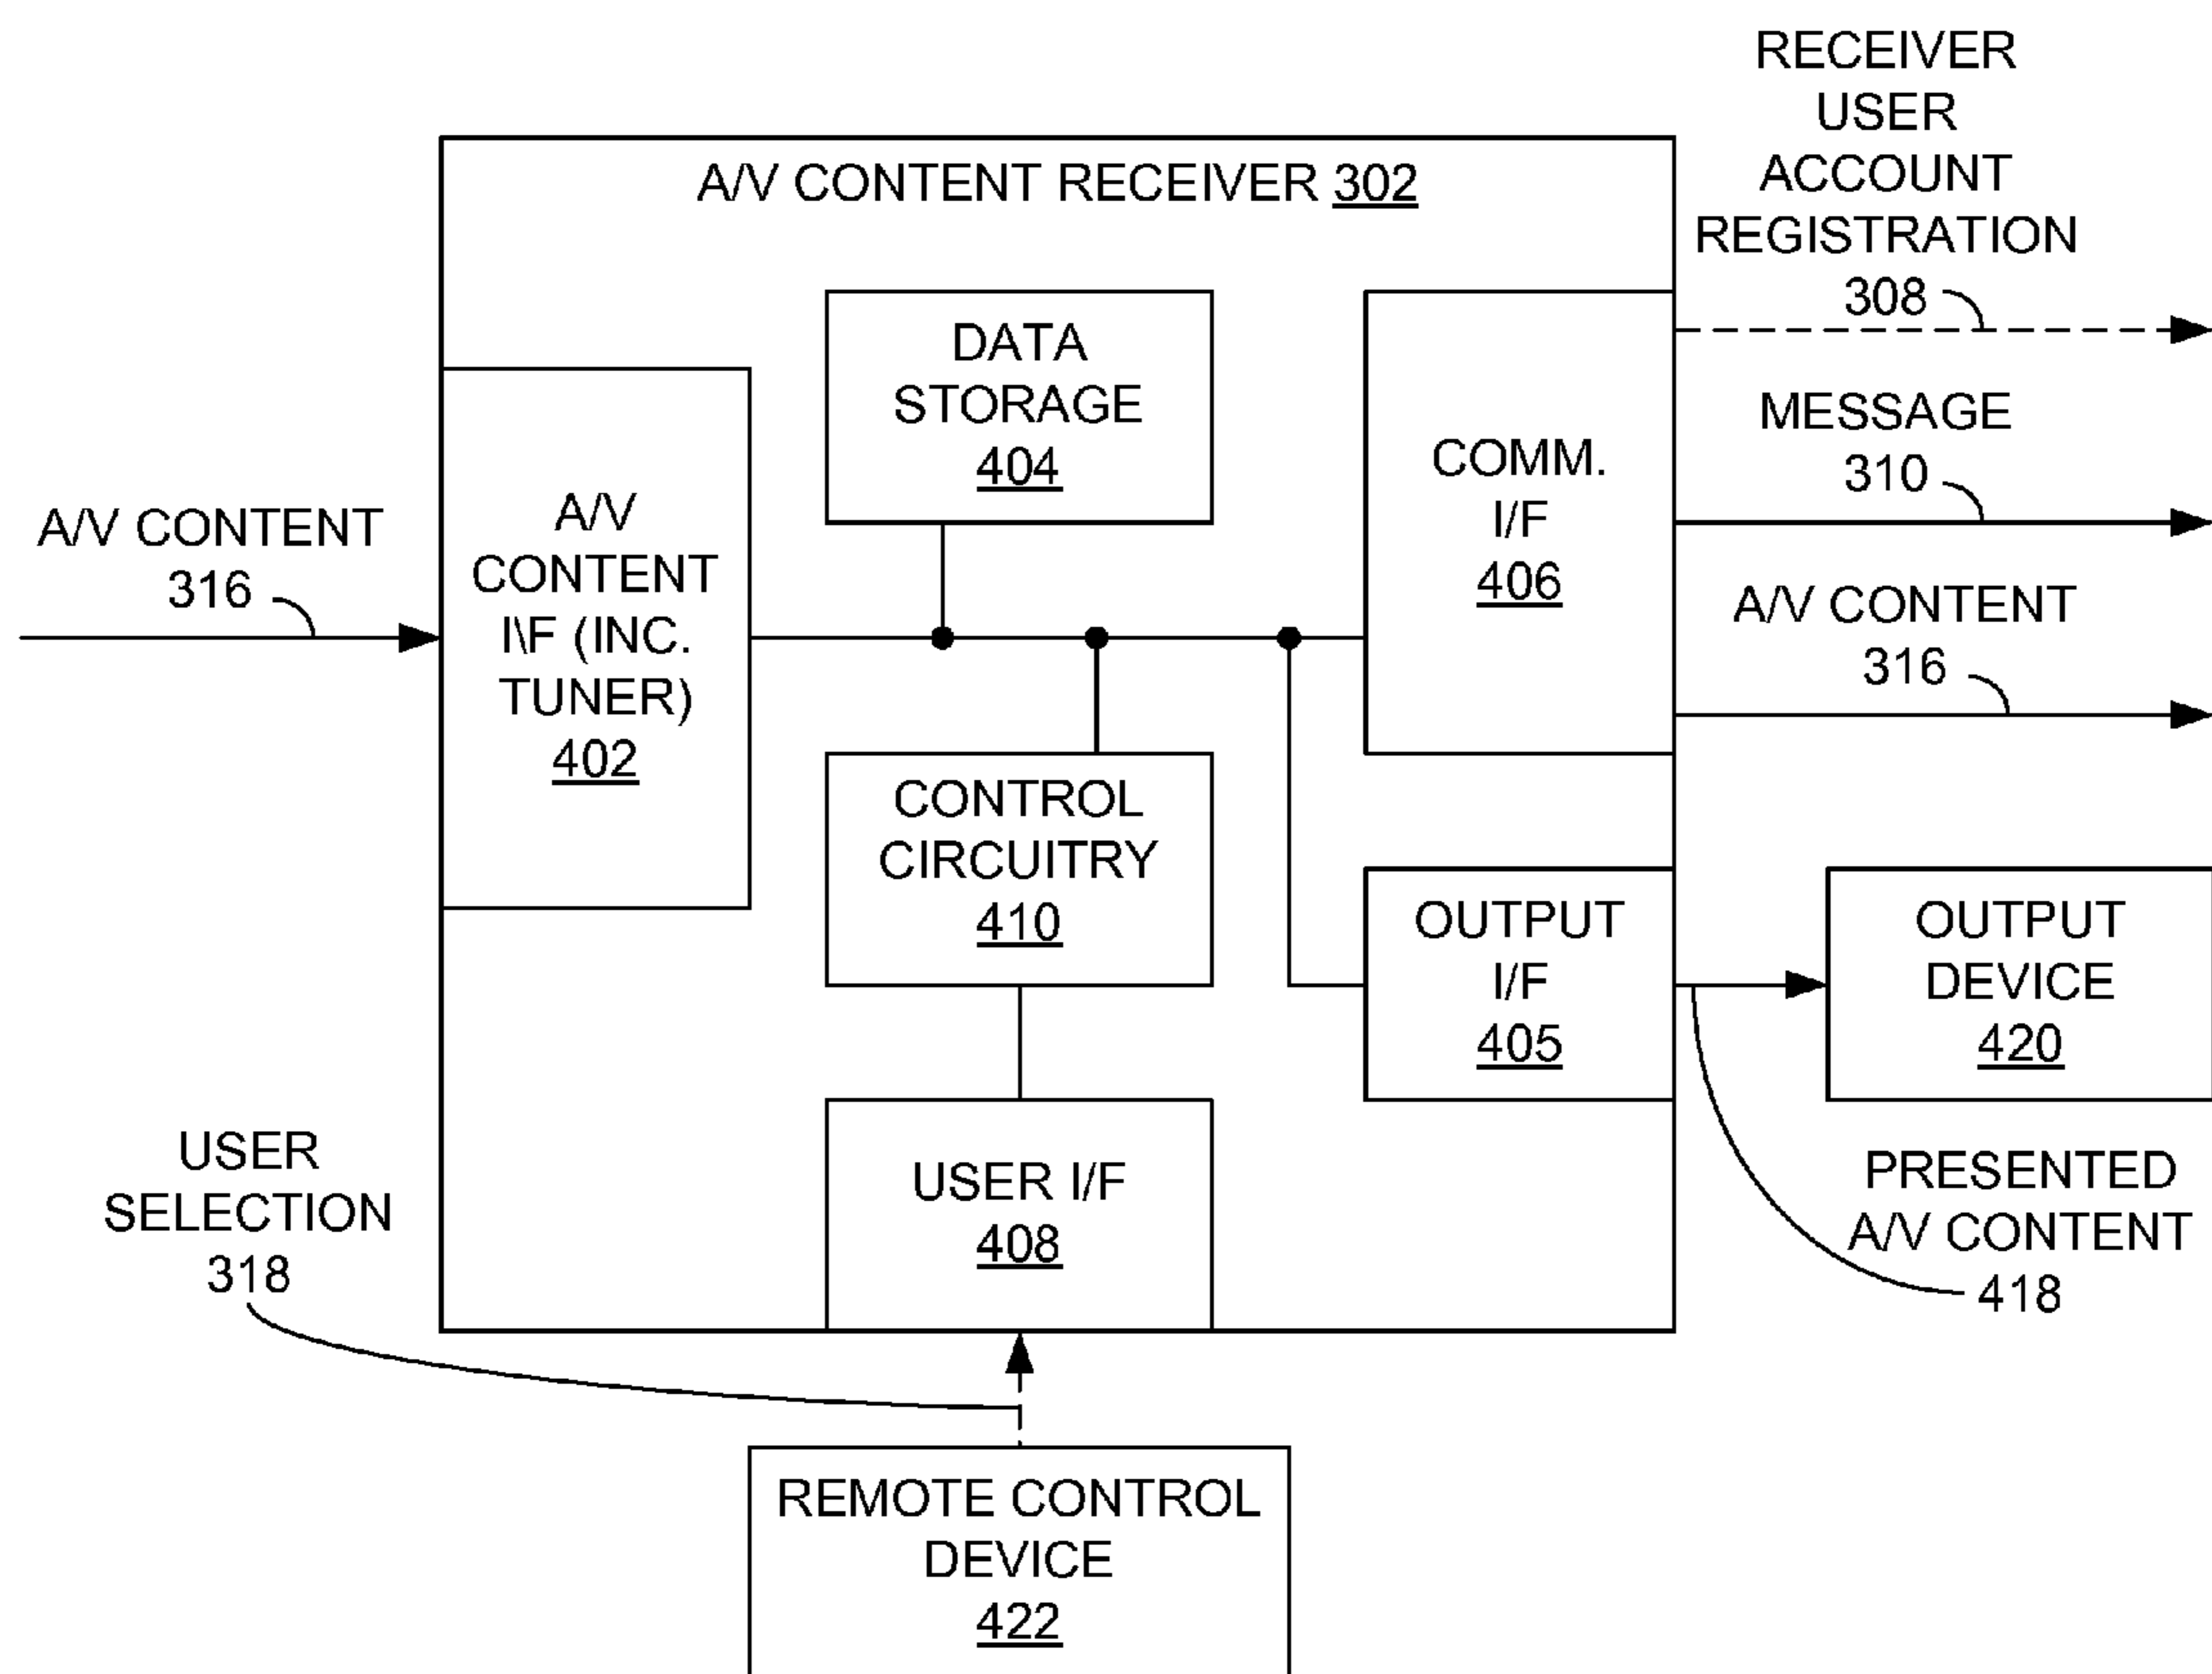 RECEIVER
USER
ACCOUNT
REGISTRATION
308
A/V CONTENT RECEIVER 302
DATA
STORAGE
404
COMM.
I/F
406
MESSAGE
310
A/V CONTENT
316
A/V
CONTENT
I\F (INC.
TUNER)
402
A/V CONTENT
316
CONTROL
CIRCUITRY
410
OUTPUT
I/F
405
OUTPUT
DEVICE
420
USER
SELECTION
318
USER I/F
408
PRESENTED
A/V CONTENT
418
REMOTE CONTROL
DEVICE
422